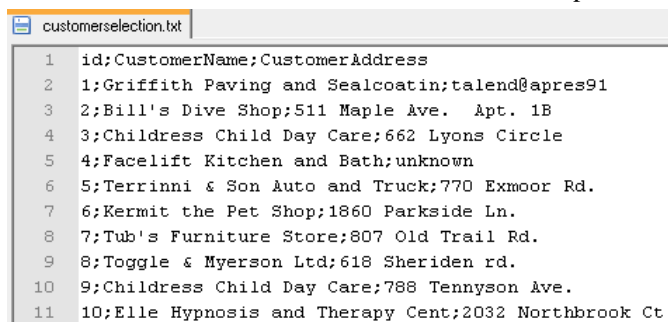 customerselection.txt
1 id;CustomerName;CustomerAddress
2 1;Griffith Paving and Sealcoatin;talend@apres91
3 2;Bill's Dive Shop;511 Maple Ave.  Apt. 1B
4 3;Childress Child Day Care;662 Lyons Circle
5 4;Facelift Kitchen and Bath;unknown
6 5;Terrinni & Son Auto and Truck;770 Exmoor Rd.
7 6;Kermit the Pet Shop;1860 Parkside Ln.
8 7;Tub's Furniture Store;807 Old Trail Rd.
9 8;Toggle & Myerson Ltd;618 Sheriden rd.
10 9;Childress Child Day Care;788 Tennyson Ave.
11 10;Elle Hypnosis and Therapy Cent;2032 Northbrook Ct